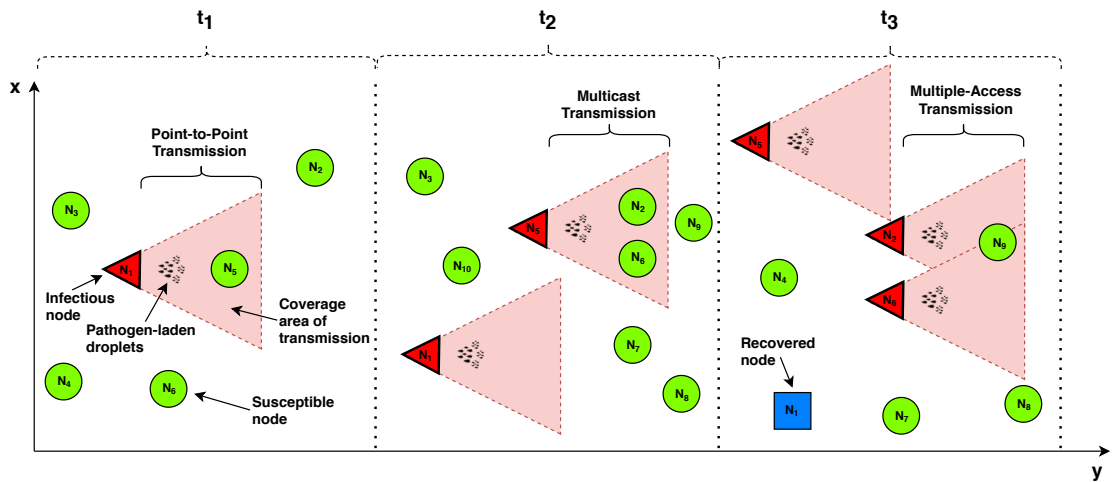 t1
t2
t3
x
Point-to-Point
Transmission
N2
N3
N1
N5
Infectious
node
Pathogen-laden
droplets
Coverage
area of
transmission
N4
N6
Susceptible
node
Multicast
Transmission
N3
N2
N5
N9
N10
N6
N1
N7
N8
Multiple-Access
Transmission
N5
N2
N9
N4
N6
Recovered
node
N1
N7
N8
y